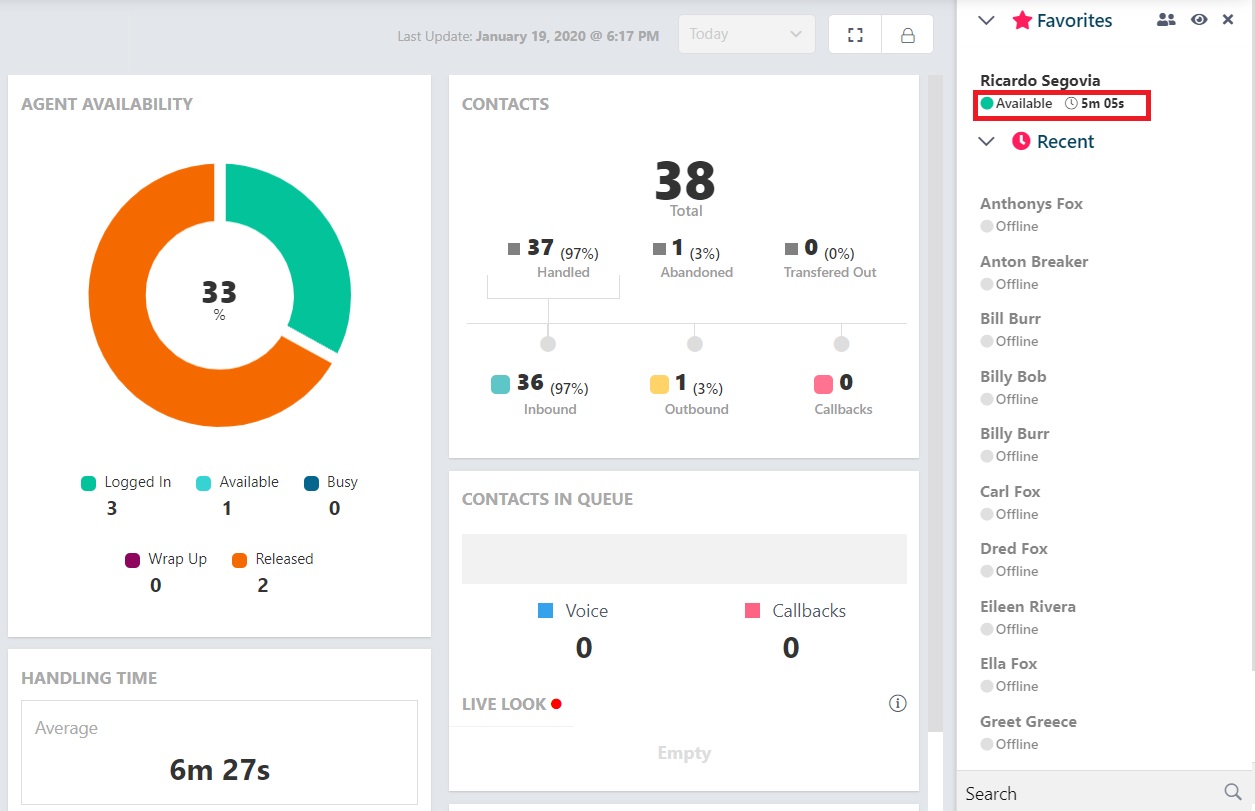 Last Update: January 19, 2020 @ 6:17 PM
Today
AGENT AVAILABILITY
33
%
Logged In Available Busy
3 1 0
Wrap Up Released
0 2
HANDLING TIME
Average
6m 27s
CONTACTS
38
Total
37 (97%) 1 (3%) 0 (0%)
Handled Abandoned Transfered Out
36 (97%) 1 (3%) 0
Inbound Outbound Callbacks
CONTACTS IN QUEUE
Voice Callbacks
0 0
LIVE LOOK
Empty
Favorites
Ricardo Segovia
Available 5m 05s
Recent
Anthonys Fox
Offline
Anton Breaker
Offline
Bill Burr
Offline
Billy Bob
Offline
Billy Burr
Offline
Carl Fox
Offline
Dred Fox
Offline
Eileen Rivera
Offline
Ella Fox
Offline
Greet Greece
Offline
Search